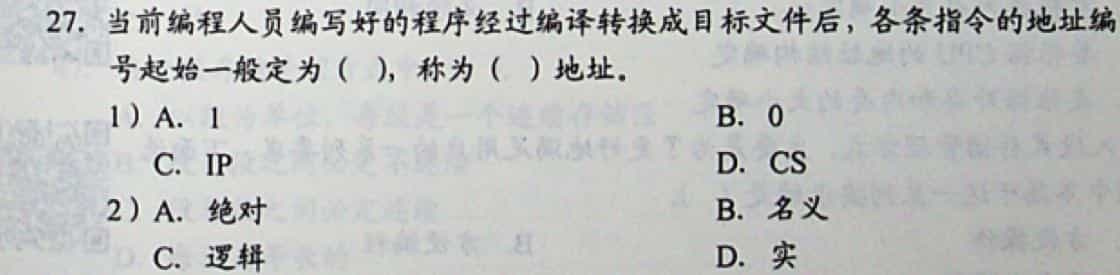 27. 当前编程人员编写好的程序经过编译转换成目标文件后，各条指令的地址编
号起始一般定为（ ），称为（ ）地址。
1）A. 1 B. 0
C. IP D. CS
2）A. 绝对 B. 名义
C. 逻辑 D. 实